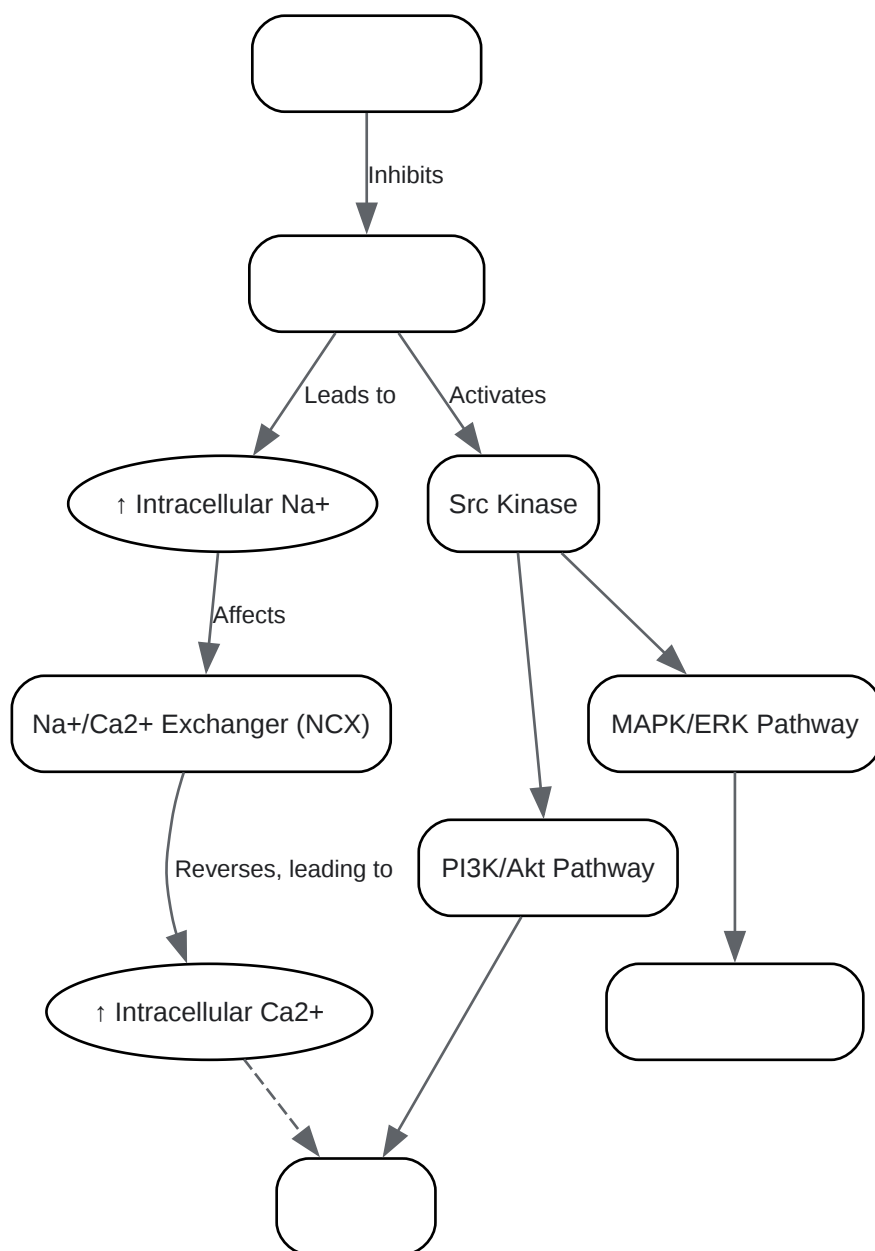 Inhibits
Leads to
Activates
↑ Intracellular Na+
Src Kinase
Affects
Na+/Ca2+ Exchanger (NCX)
MAPK/ERK Pathway
Reverses, leading to
PI3K/Akt Pathway
↑ Intracellular Ca2+